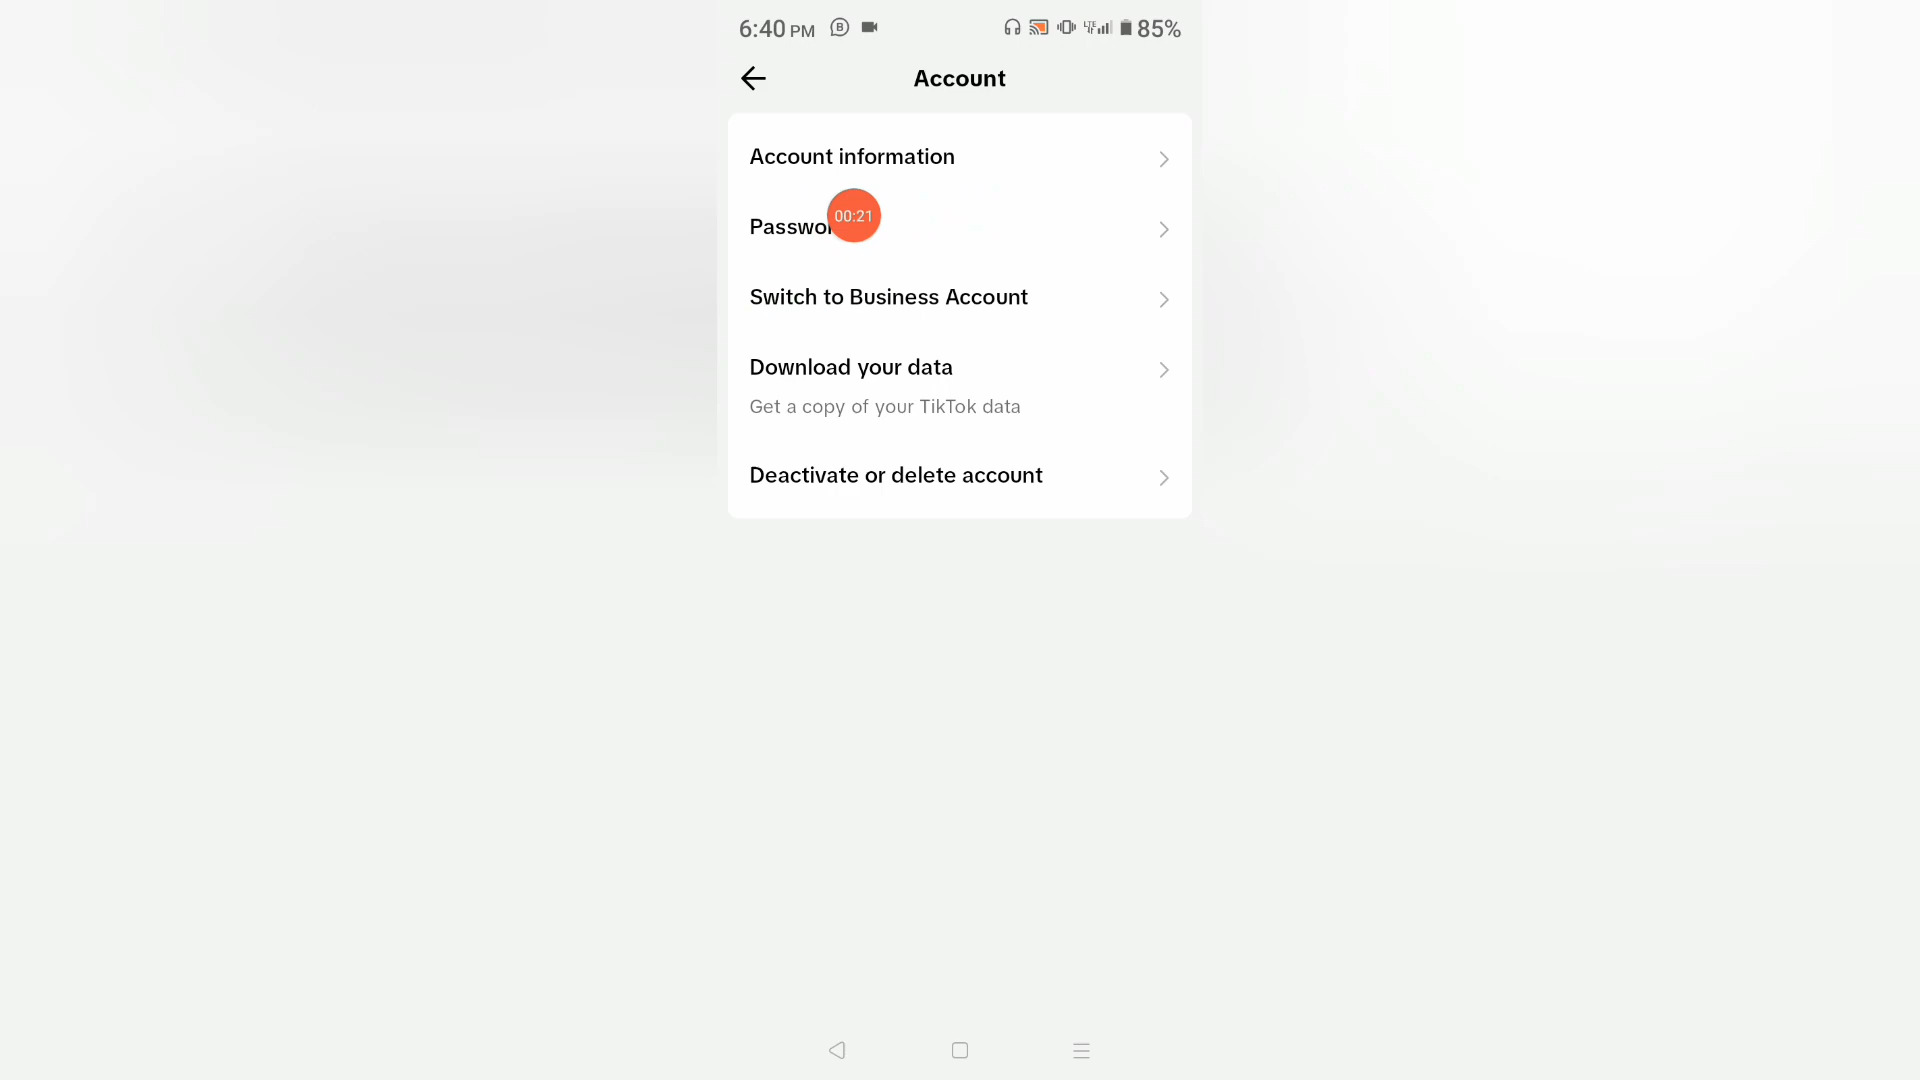 6:40 PM B LTE 85%
Account
Account information
00:21
Switch to Business Account
Download your data
Get a copy of your TikTok data
Deactivate or delete account